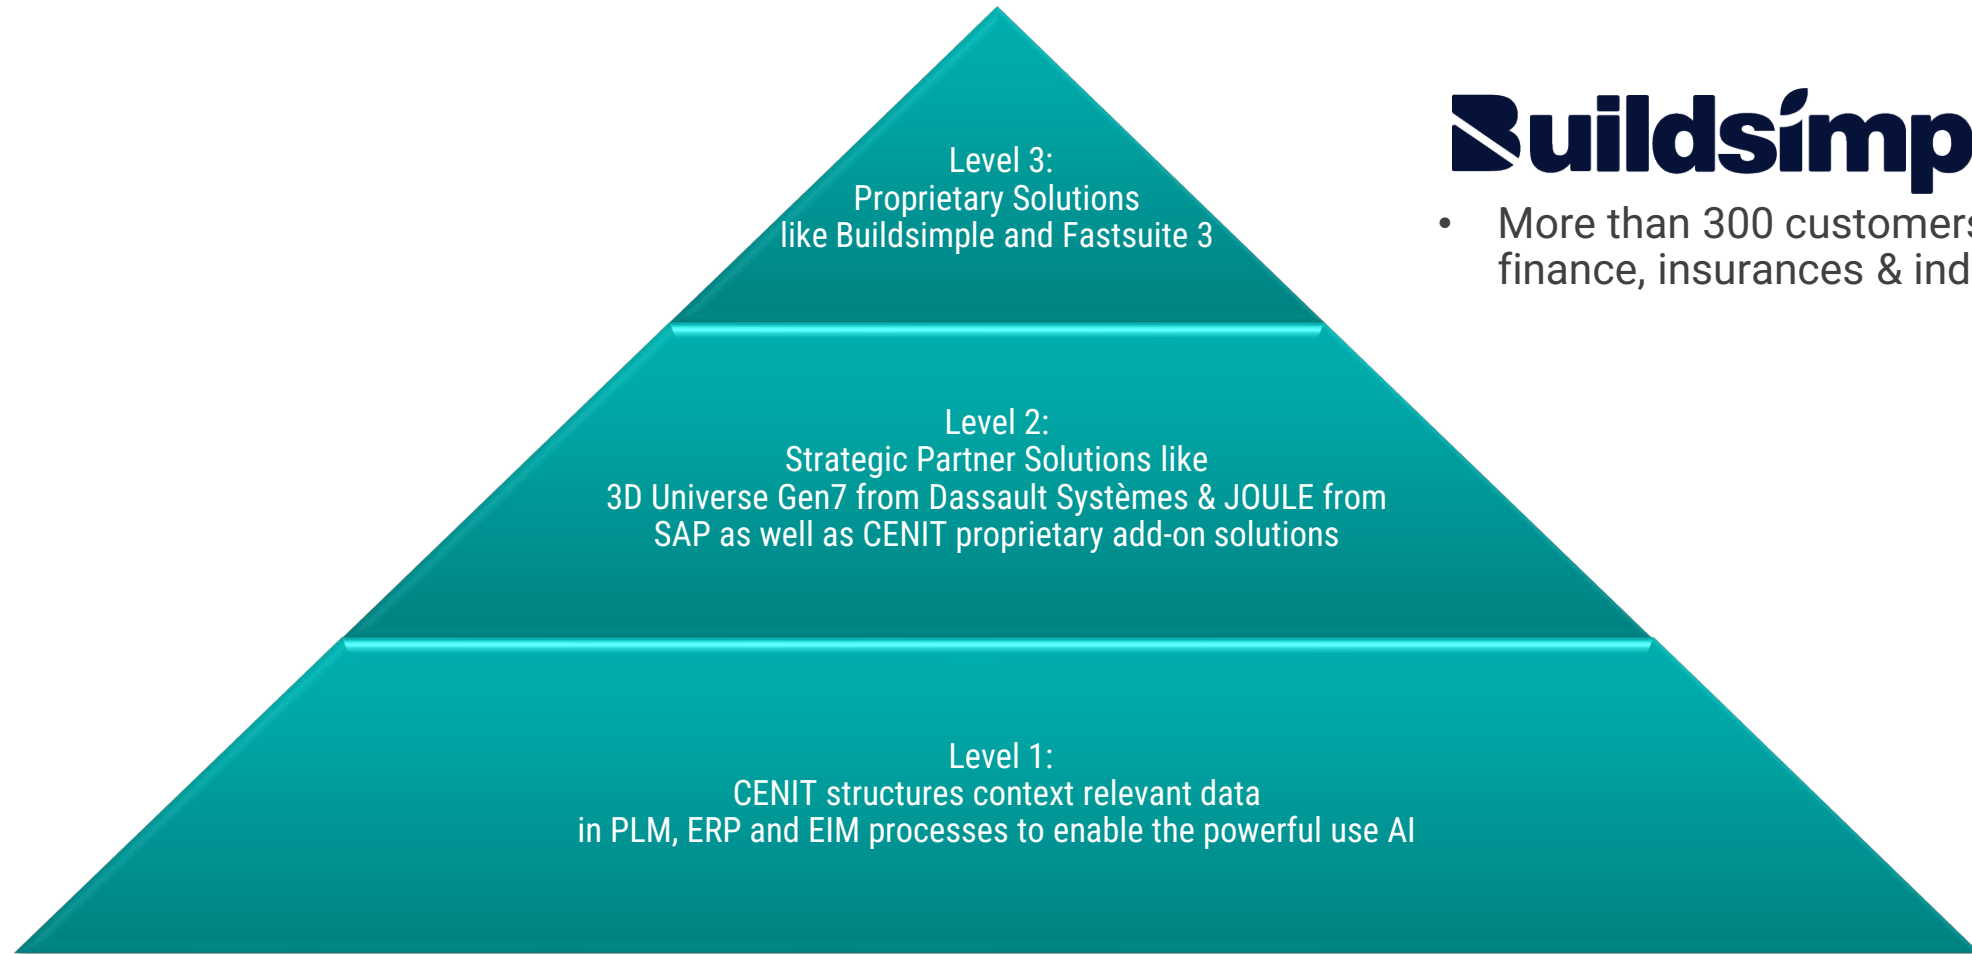 Level 3:
Proprietary Solutions
like Buildsimple and Fastsuite 3
Buildsimp
• More than 300 customers
finance, insurances & ind
Level 2:
Strategic Partner Solutions like
3D Universe Gen7 from Dassault Systèmes & JOULE from
SAP as well as CENIT proprietary add-on solutions
Level 1:
CENIT structures context relevant data
in PLM, ERP and EIM processes to enable the powerful use AI